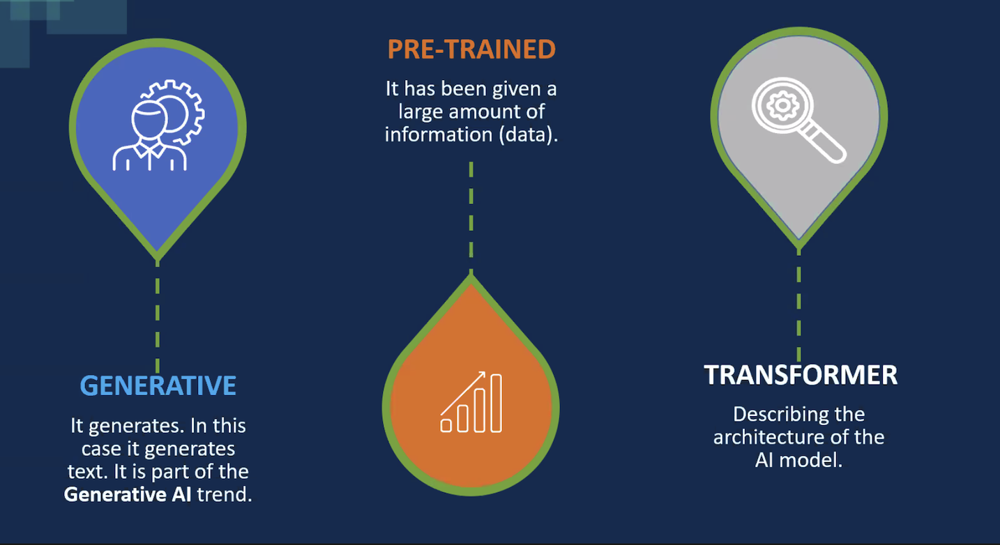 GENERATIVE
It generates. In this
case it generates
text. It is part of the
Generative AI trend.
PRE-TRAINED
It has been given a
large amount of
information (data).
TRANSFORMER
Describing the
architecture of the
AI model.